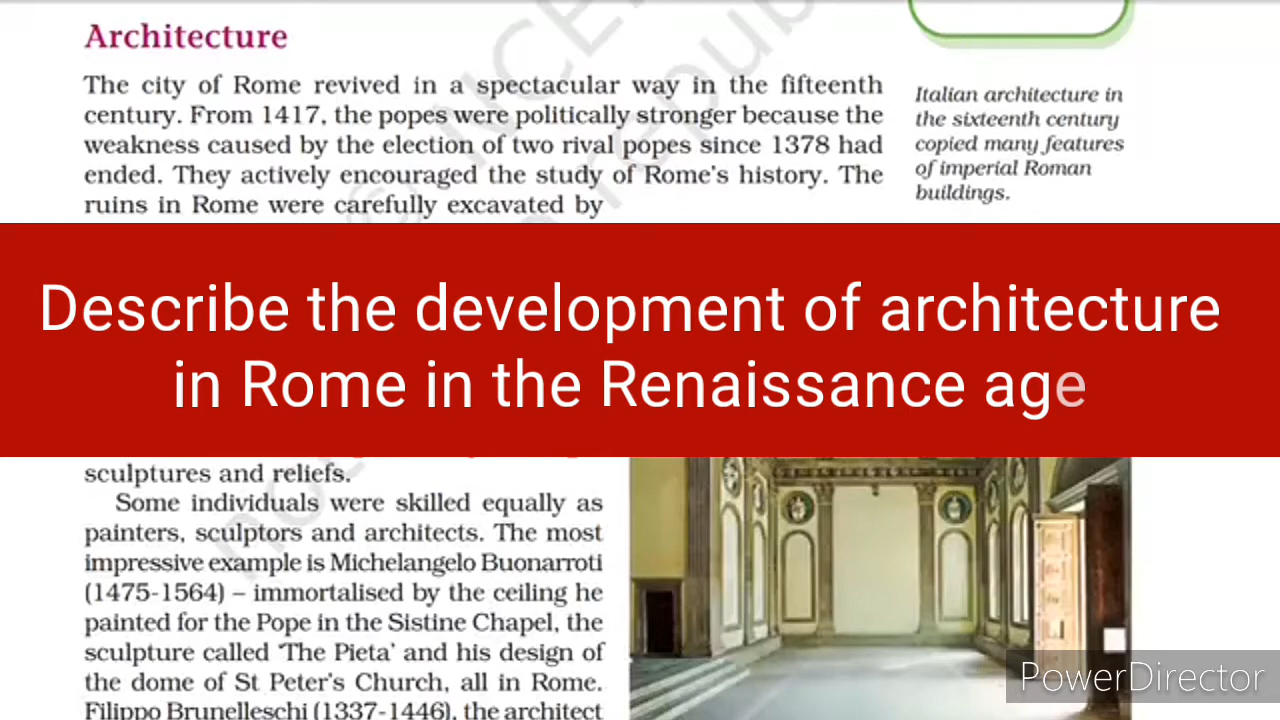 Architecture
The city of Rome revived in a spectacular way in the fifteenth
century. From 1417, the popes were politically stronger because the
weakness caused by the election of two rival popes since 1378 had
ended. They actively encouraged the study of Rome's history. The
ruins in Rome were carefully excavated by
Italian architecture in
the sixteenth century
copied many features
of imperial Roman
buildings.
Describe the development of architecture
in Rome in the Renaissance age
sculptures and reliefs.
Some individuals were skilled equally as
painters, sculptors and architects. The most
impressive example is Michelangelo Buonarroti
(1475-1564) – immortalised by the ceiling he
painted for the Pope in the Sistine Chapel, the
sculpture called 'The Pieta' and his design of
the dome of St Peter's Church, all in Rome.
Filippo Brunelleschi (1337-1446), the architect
PowerDirector